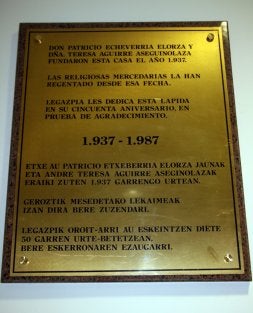 DON PATRICIO ECHEVERRIA ELORZA Y
DÑA. TERESA AGUIRRE ASEGUINOLAZA
FUNDARON ESTA CASA EL AÑO 1.937.
LAS RELIGIOSAS MERCEDARIAS LA HAN
REGENTADO DESDE ESA FECHA.
LEGAZPIA LES DEDICA ESTA LAPIDA
EN SU CINCUENTA ANIVERSARIO, EN
PRUEBA DE AGRADECIMIENTO.
1.937 - 1.987
ETXE AU PATRICIO ETXEBERRIA ELORZA JAUNAK
ETA ANDRE TERESA AGUIRRE ASEGINOLAZAK
ERAIKI ZUTEN 1.937 GARRENGO URTEAN.
GEROZTIK MESEDETAKO LEKAIMEAK
IZAN DIRA BERE ZUZENDARI.
LEGAZPIK OROIT-ARRI AU ESKEINTZEN DIETE
50 GARREN URTE-BETETZEAN,
BERE ESKERRONAREN EZAUGARRI.